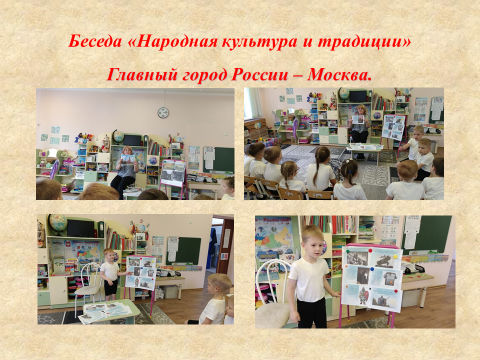 Беседа «Народная культура и традиции»
Главный город России – Москва.